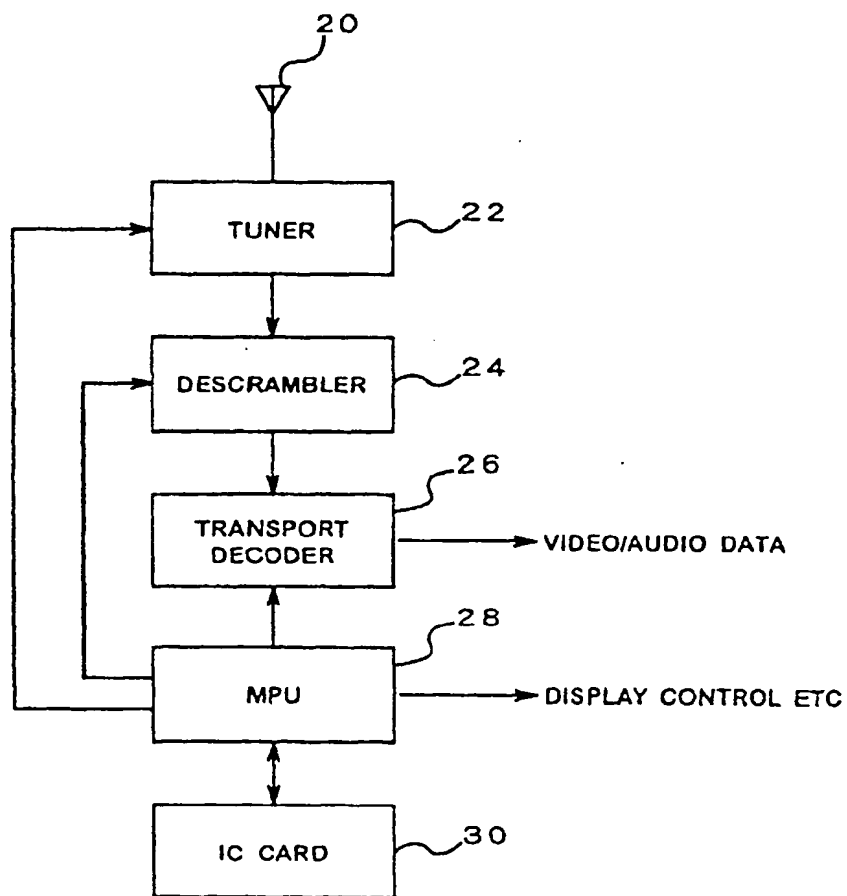 20
TUNER
22
DESCRAMBLER
24
26
TRANSPORT
DECODER
VIDEO/AUDIO DATA
28
MPU
DISPLAY CONTROL ETC
IC CARD
30